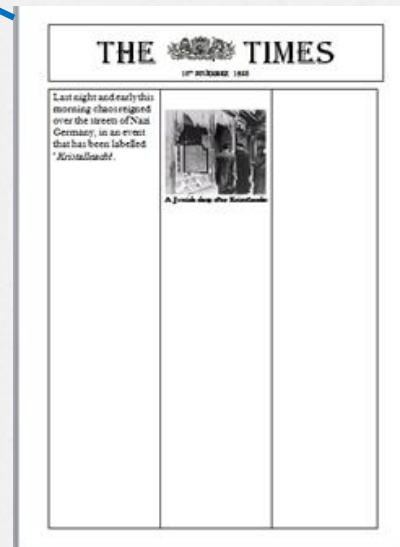 THE TIMES
10TH NOVEMBER 1938
Last night and early this
morning chaos reigned
over the streets of Nazi
Germany, in an event
that has been labelled
'Kristallnacht'.
A Jewish shop after Kristallnacht